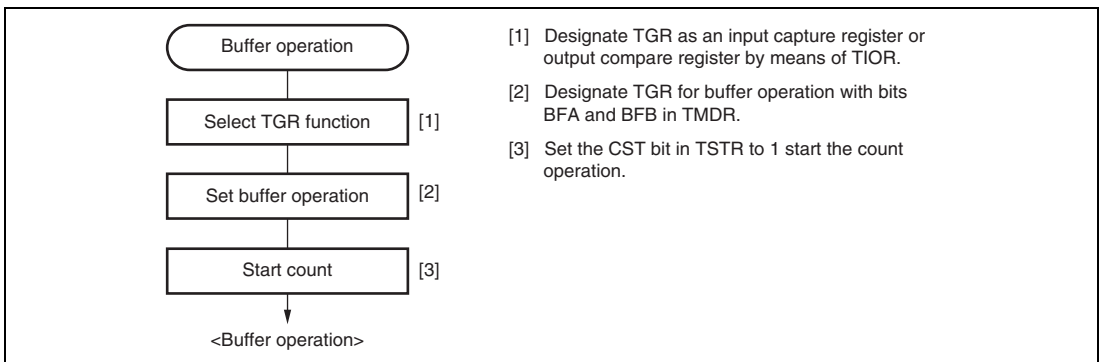 Buffer operation
Select TGR function
[1]
Set buffer operation
[2]
Start count
[3]
<Buffer operation>
[1] Designate TGR as an input capture register or
output compare register by means of TIOR.
[2] Designate TGR for buffer operation with bits
BFA and BFB in TMDR.
[3] Set the CST bit in TSTR to 1 start the count
operation.